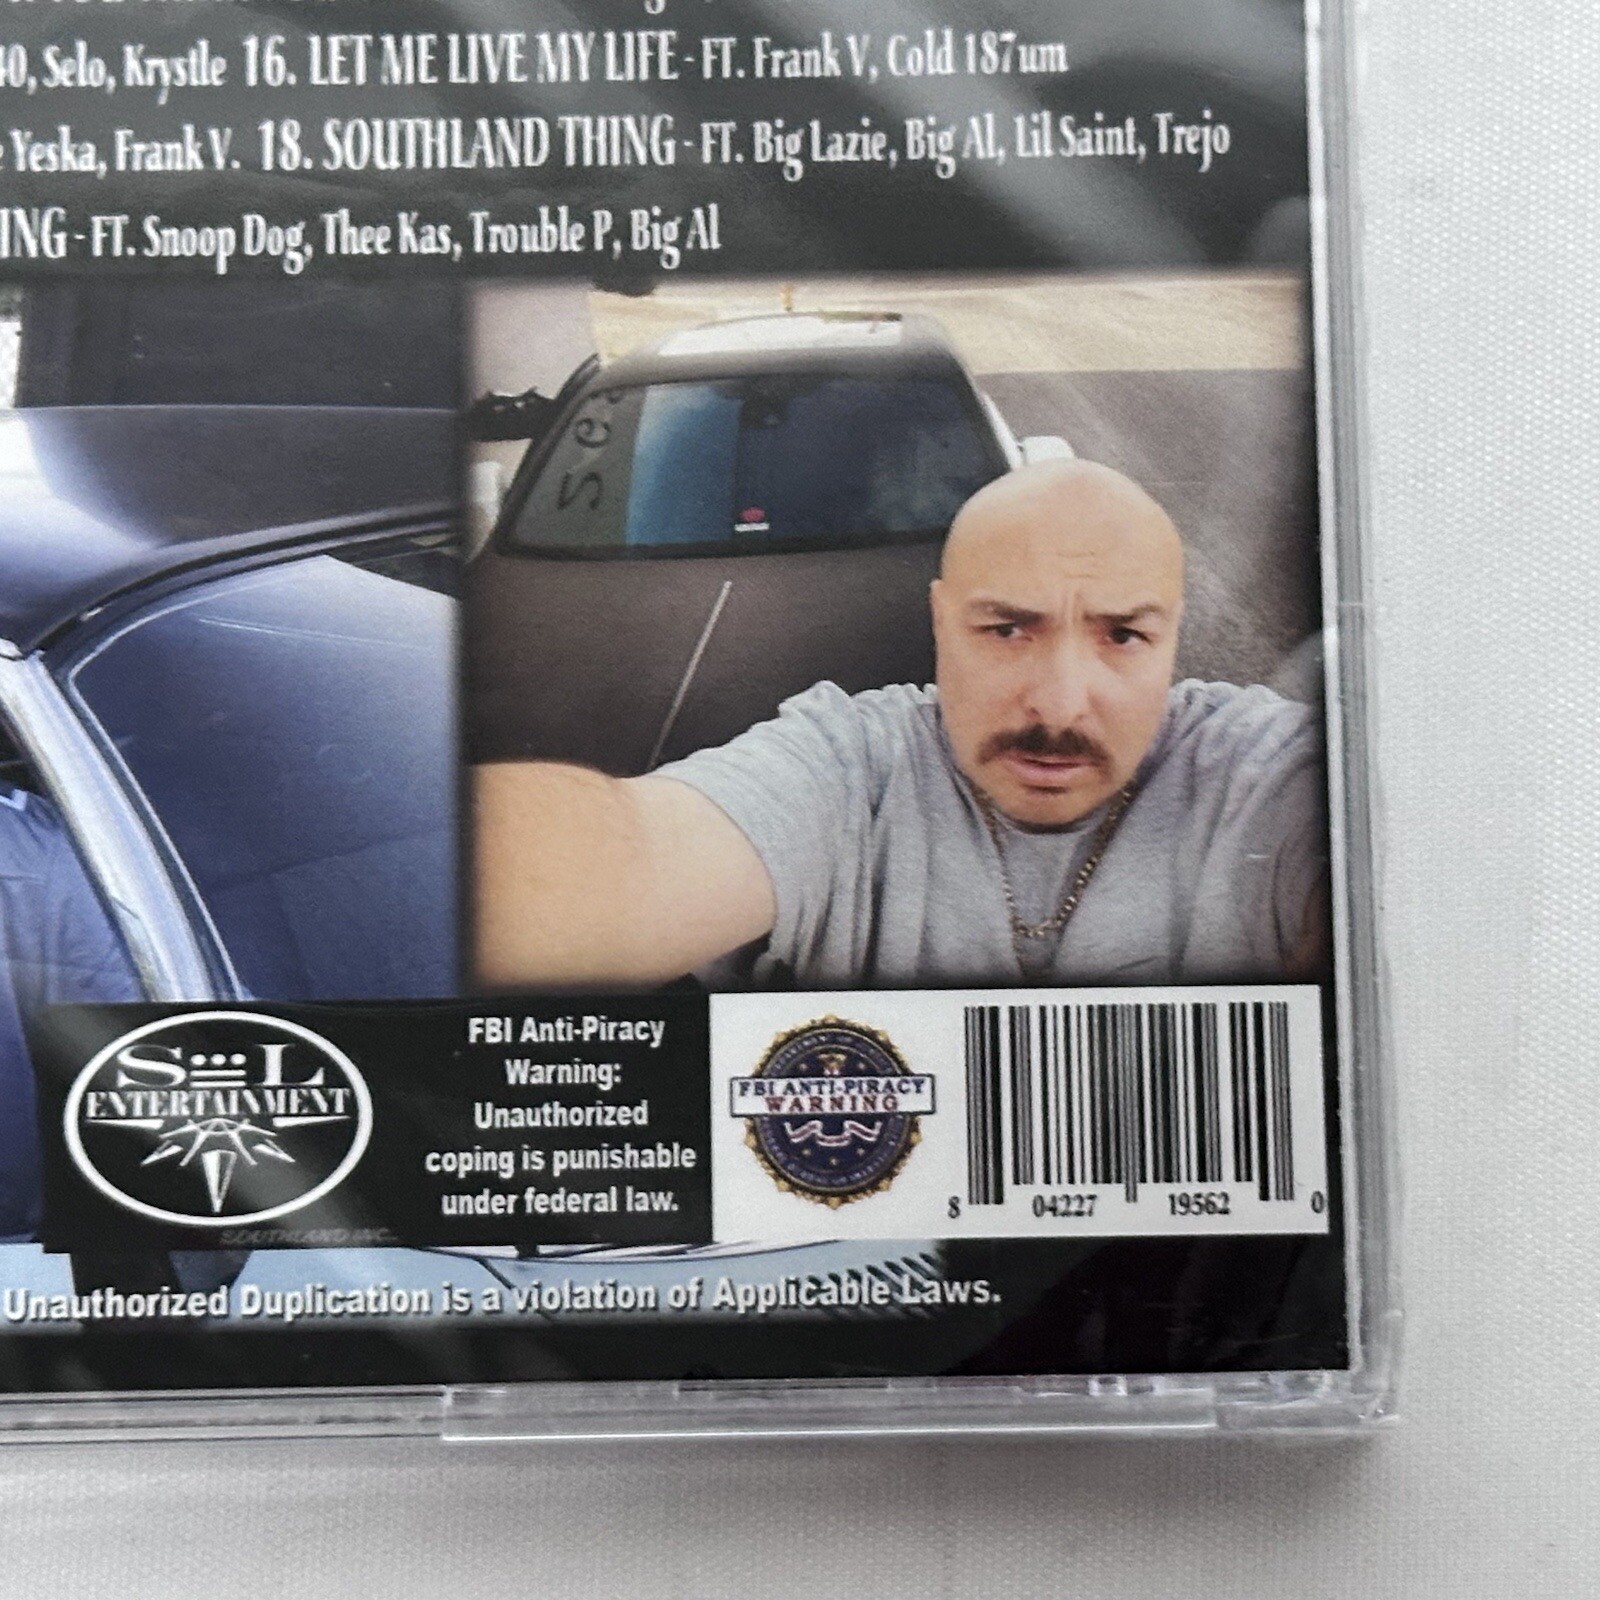 40, Selo, Krystle 16. LET ME LIVE MY LIFE - FT. Frank V, Cold 187um
Yeska, Frank V. 18. SOUTHLAND THING - FT. Big Lazie, Big Al, Lil Saint, Trejo
ING - FT. Snoop Dog, Thee Kas, Trouble P, Big Al
S L
ENTERTAINMENT
SOUTHLAND INC.
FBI Anti-Piracy
Warning:
Unauthorized
coping is punishable
under federal law.
FBI ANTI-PIRACY
WARNING
8 04227 19562 0
Unauthorized Duplication is a violation of Applicable Laws.